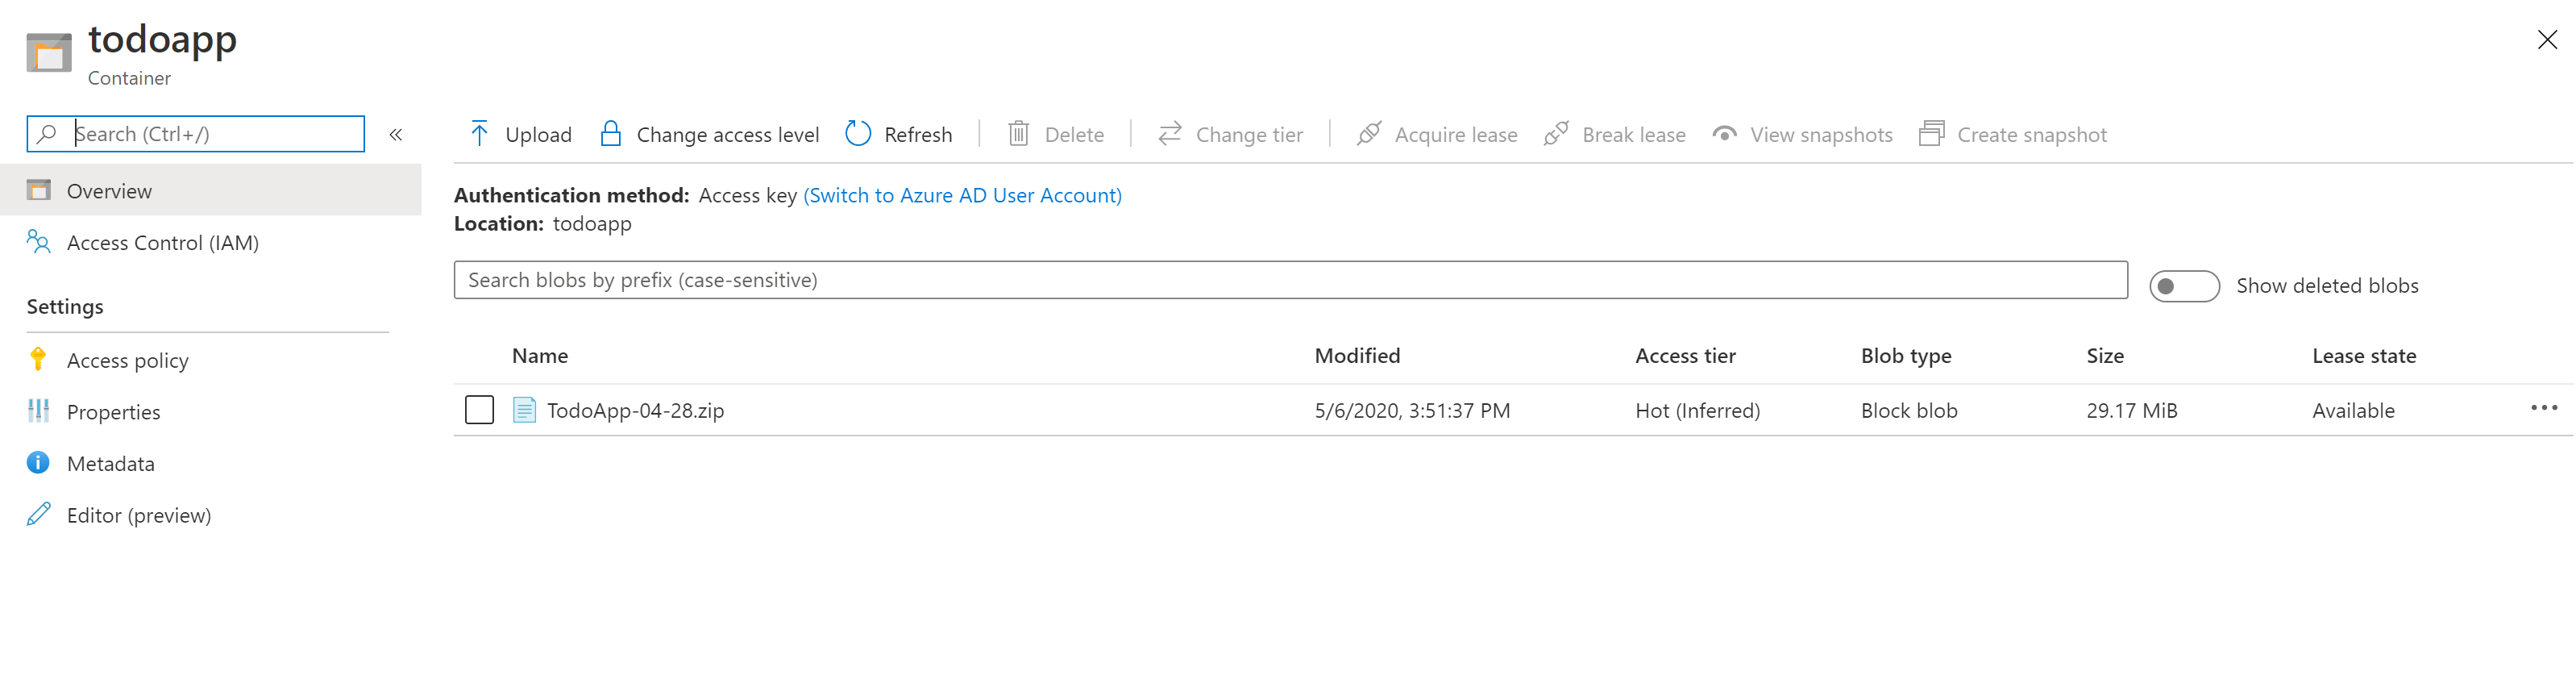 todoapp
Container
Search (Ctrl+/)
«
Overview
Access Control (IAM)
Settings
Access policy
Properties
Metadata
Editor (preview)
Upload Change access level Refresh Delete Change tier Acquire lease Break lease View snapshots Create snapshot
Authentication method: Access key (Switch to Azure AD User Account)
Location: todoapp
Search blobs by prefix (case-sensitive)
Show deleted blobs
Name Modified Access tier Blob type Size Lease state
TodoApp-04-28.zip 5/6/2020, 3:51:37 PM Hot (Inferred) Block blob 29.17 MiB Available